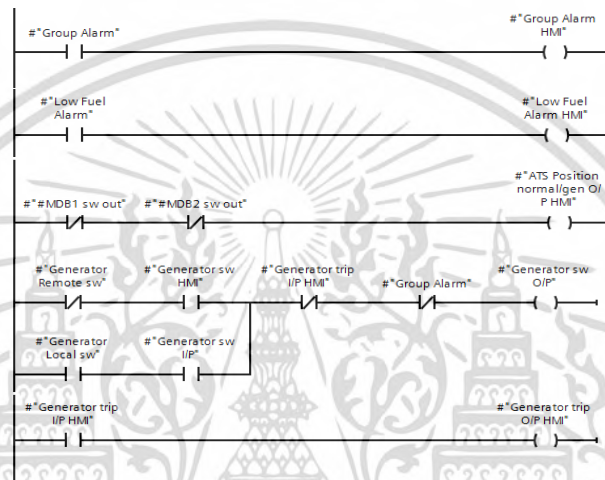 #"Group Alarm"
#"Group Alarm
HMI"
#"Low Fuel
Alarm"
#"Low Fuel
Alarm HMI"
#"#MDB1 sw out"
#"#MDB2 sw out"
#"ATS Position
normal/gen O/
P HMI"
#"Generator
Remote sw"
#"Generator sw
HMI"
#"Generator trip
I/P HMI"
#"Group Alarm"
#"Generator sw
O/P"
#"Generator
Local sw"
#"Generator sw
I/P"
#"Generator trip
I/P HMI"
#"Generator trip
O/P HMI"